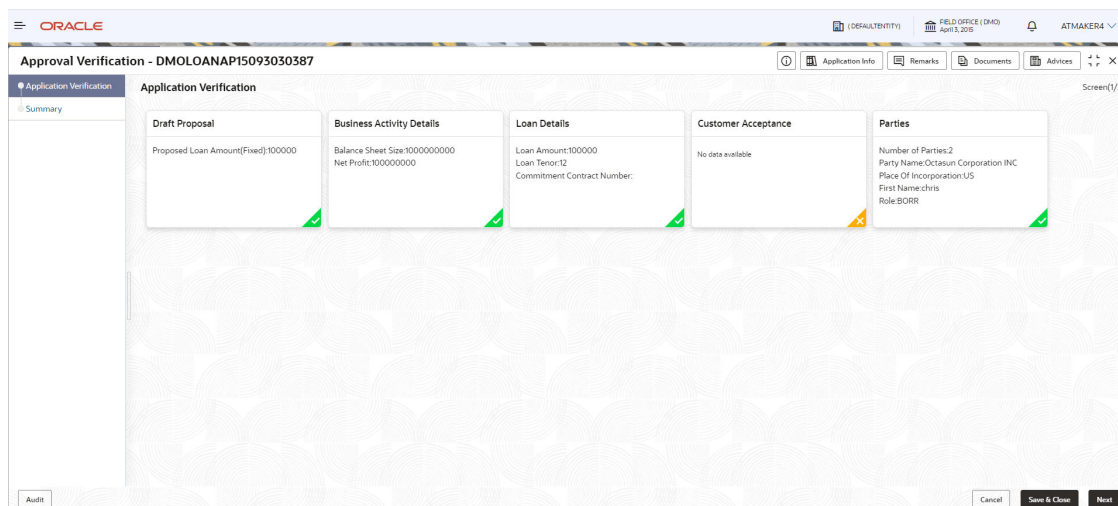 ORACLE
( DEFAULTENTITY)
FIELD OFFICE ( DMO)
April 3, 2015
ATMAKER4
Approval Verification - DMOLOANAP15093030387
Application Info
Remarks
Documents
Advices
Application Verification
Summary
Application Verification
Screen(1/
Draft Proposal
Proposed Loan Amount(Fixed):100000
Business Activity Details
Balance Sheet Size:1000000000
Net Profit:100000000
Loan Details
Loan Amount:100000
Loan Tenor:12
Commitment Contract Number:
Customer Acceptance
No data available
Parties
Number of Parties:2
Party Name:Octasun Corporation INC
Place Of Incorporation:US
First Name:chris
Role:BORR
Audit
Cancel
Save & Close
Next